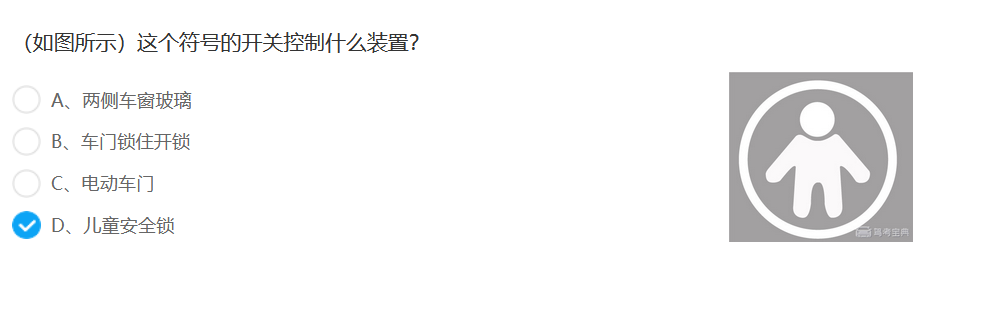 （如图所示）这个符号的开关控制什么装置？
A、两侧车窗玻璃
B、车门锁住开锁
C、电动车门
D、儿童安全锁
驾考宝典